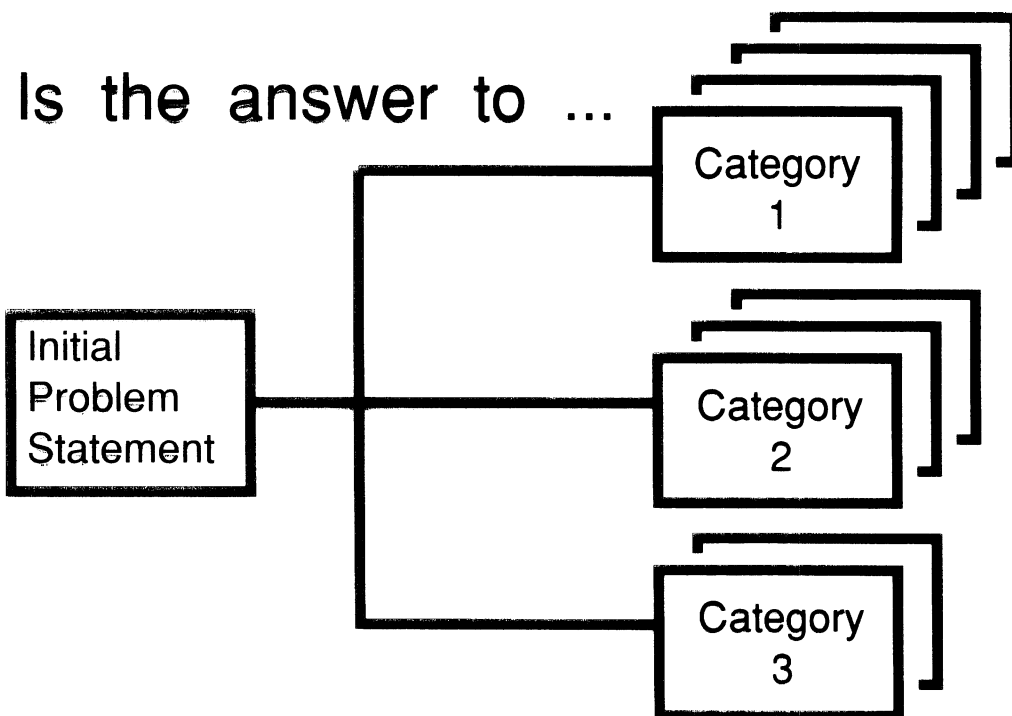 Is the answer to ...
Category
1
Initial
Problem
Statement
Category
2
Category
3